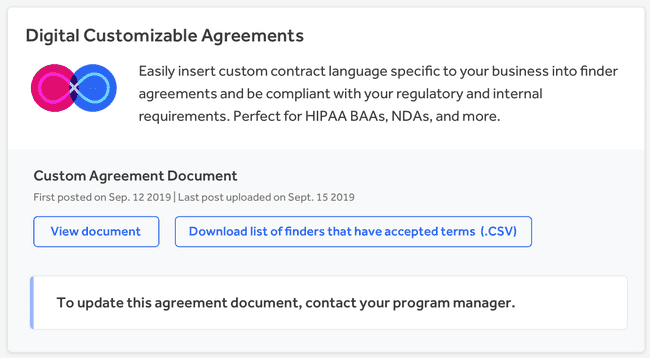 Digital Customizable Agreements
Easily insert custom contract language specific to your business into finder
agreements and be compliant with your regulatory and internal
requirements. Perfect for HIPAA BAAs, NDAs, and more.
Custom Agreement Document
First posted on Sep. 12 2019 | Last post uploaded on Sept. 15 2019
View document
Download list of finders that have accepted terms (.CSV)
To update this agreement document, contact your program manager.